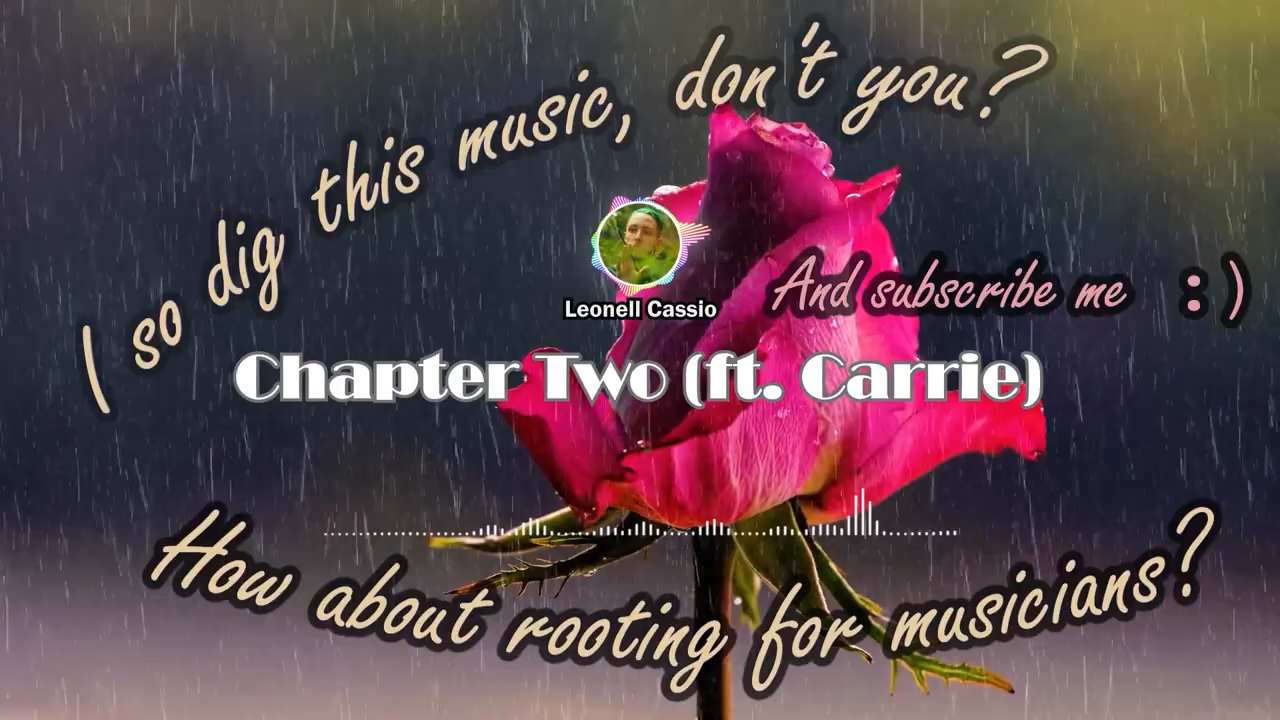 I so dig this music, don't you?
And subscribe me :)
Leonell Cassio
Chapter Two (ft. Carrie)
How about rooting for musicians?